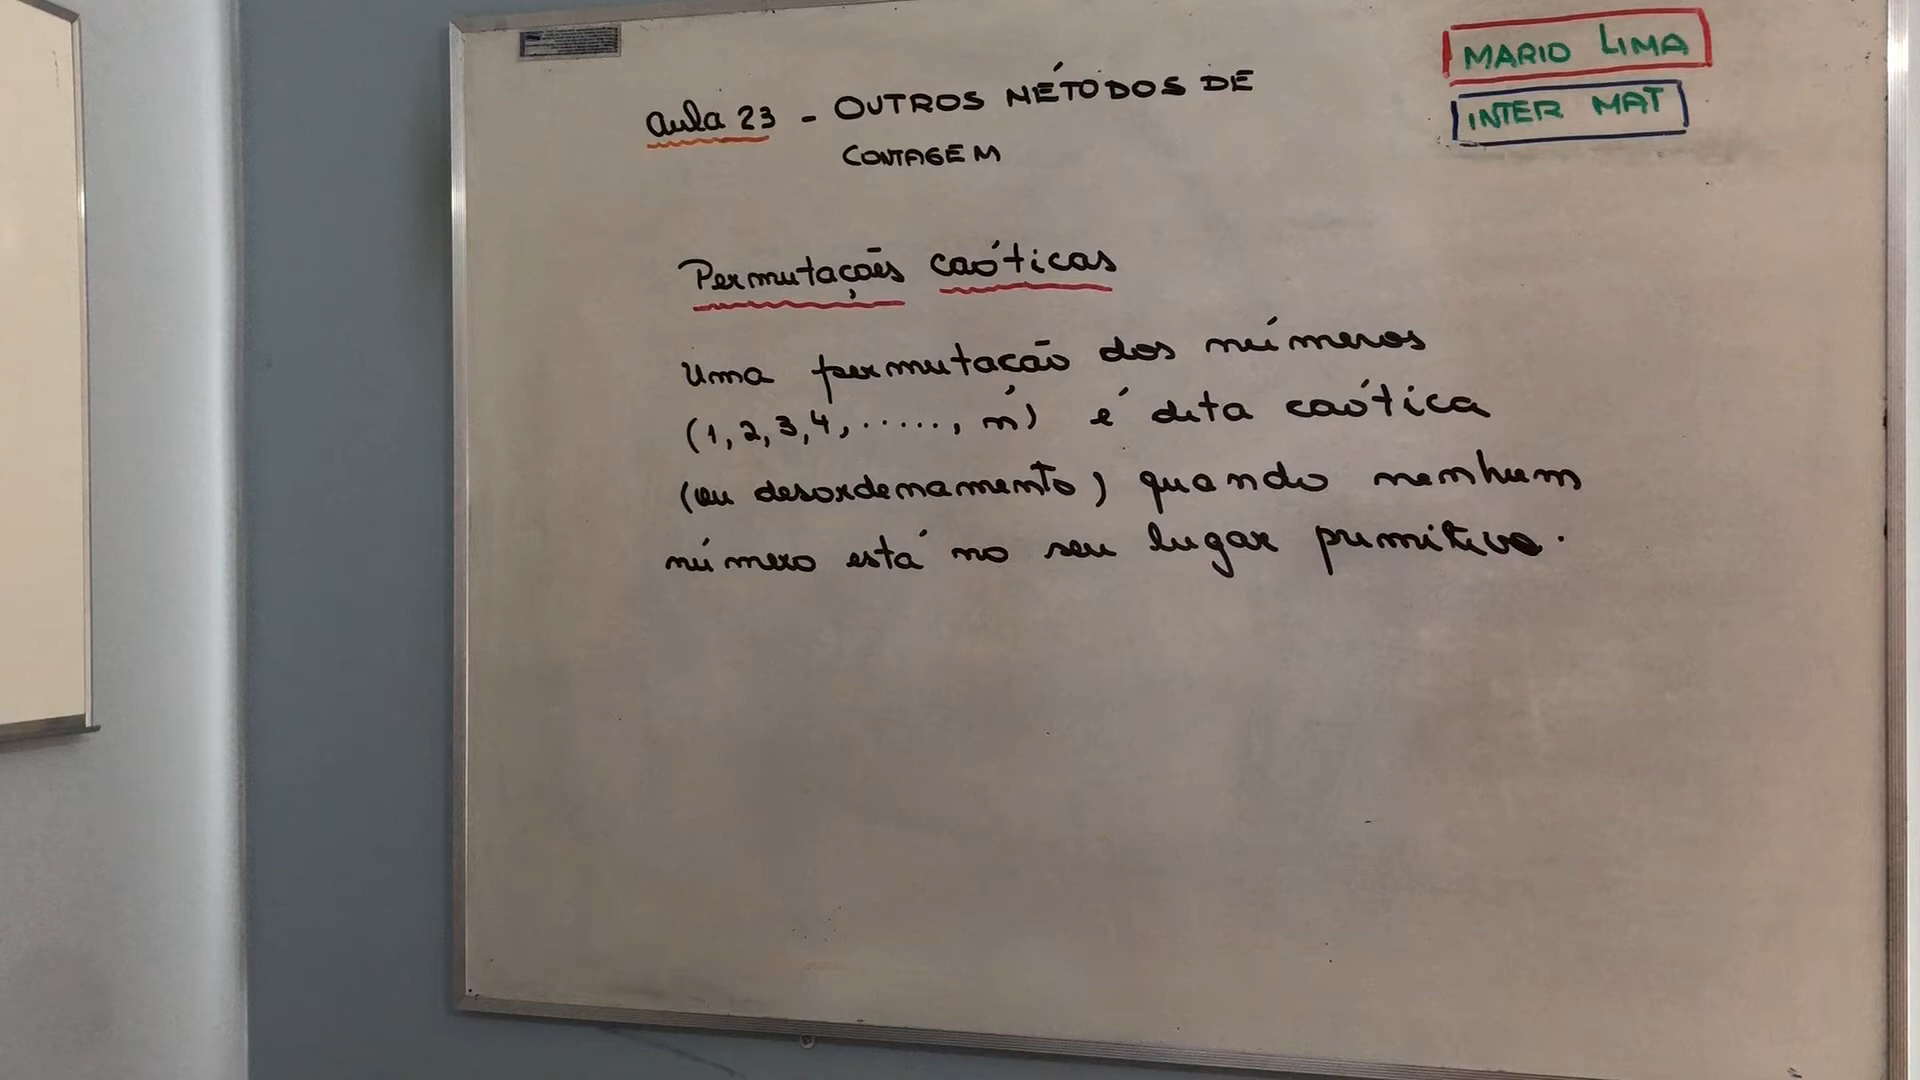 MARIO LIMA
INTER MAT
Aula 23 - OUTROS MÉTODOS DE
CONTAGEM
Permutações caóticas
Uma permutação dos números
(1, 2, 3, 4, ....., n) é dita caótica
(ou desordenamento) quando nenhum
número está no seu lugar primitivo.